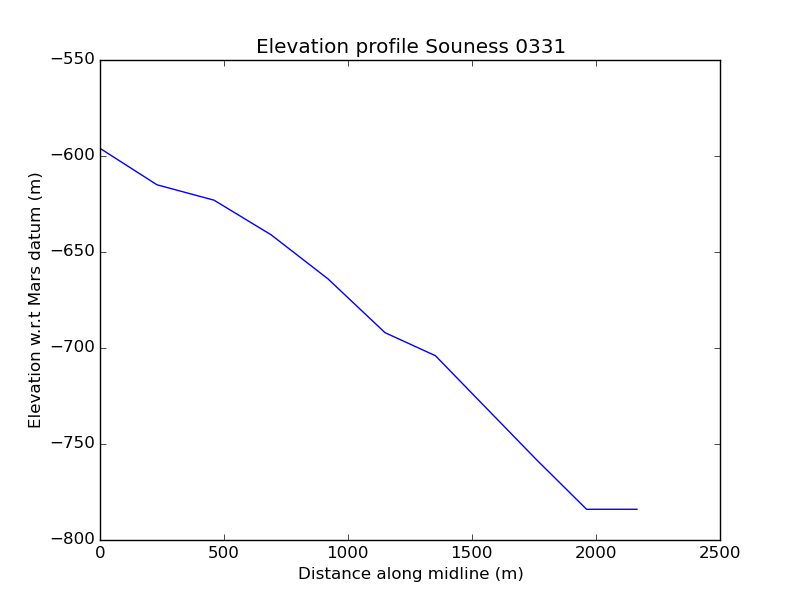 Elevation profile Souness 0331
−550
−600
−650
−700
−750
−800
Elevation w.r.t Mars datum (m)
0 500 1000 1500 2000 2500
Distance along midline (m)